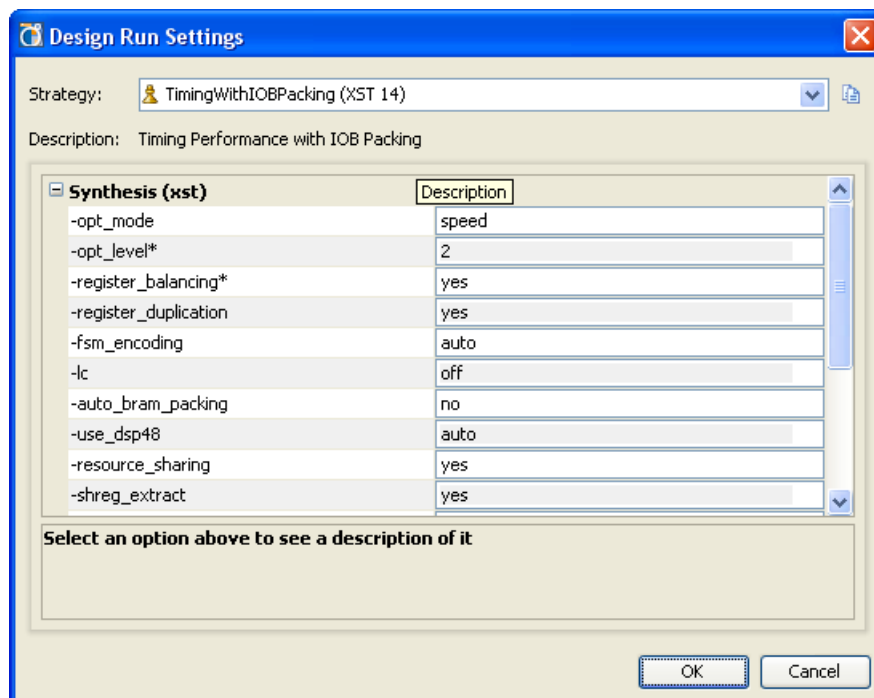 Design Run Settings
Strategy: TimingWithIOBPacking (XST 14)
Description: Timing Performance with IOB Packing
Synthesis (xst) Description
-opt_mode speed
-opt_level* 2
-register_balancing* yes
-register_duplication yes
-fsm_encoding auto
-lc off
-auto_bram_packing no
-use_dsp48 auto
-resource_sharing yes
-shreg_extract yes
Select an option above to see a description of it
OK Cancel